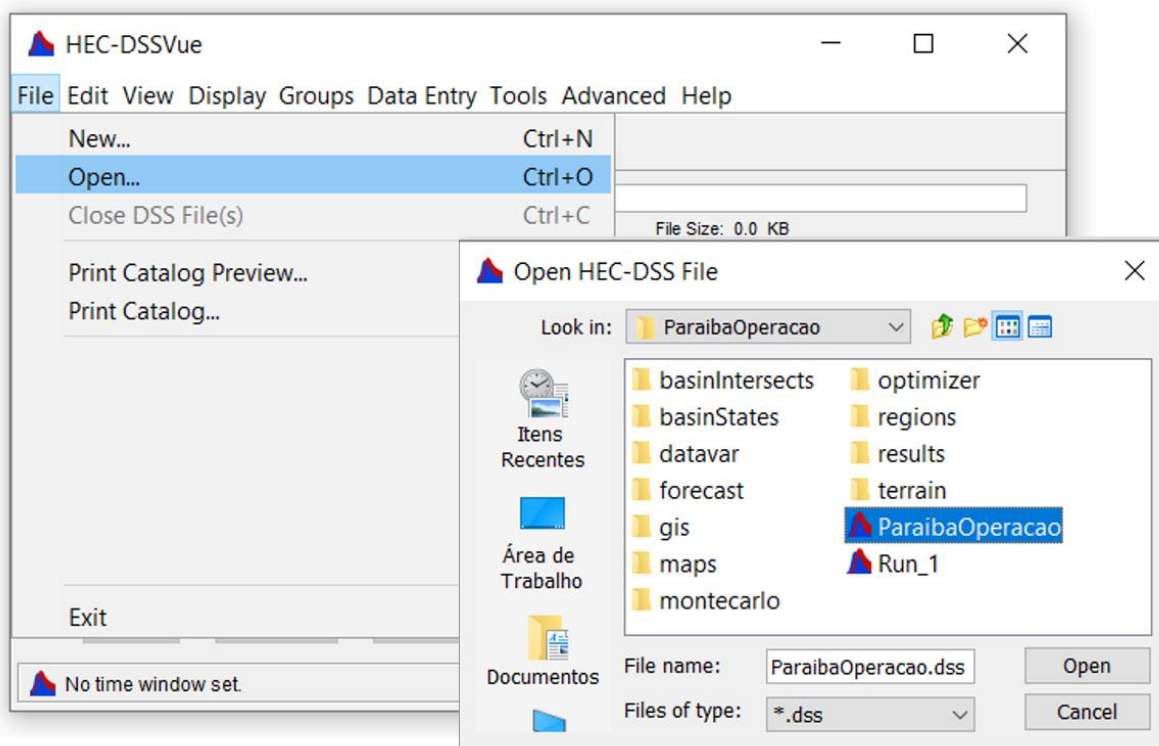 HEC-DSSVue
File Edit View Display Groups Data Entry Tools Advanced Help
New... Ctrl+N
Open... Ctrl+O
Close DSS File(s) Ctrl+C
File Size: 0.0 KB
Print Catalog Preview...
Print Catalog...
Exit
No time window set.
Open HEC-DSS File
Look in: ParaibaOperacao
Itens
Recentes
Área de
Trabalho
Documentos
basinIntersects
basinStates
datavar
forecast
gis
maps
montecarlo
optimizer
regions
results
terrain
ParaibaOperacao
Run_1
File name: ParaibaOperacao.dss Open
Files of type: *.dss Cancel